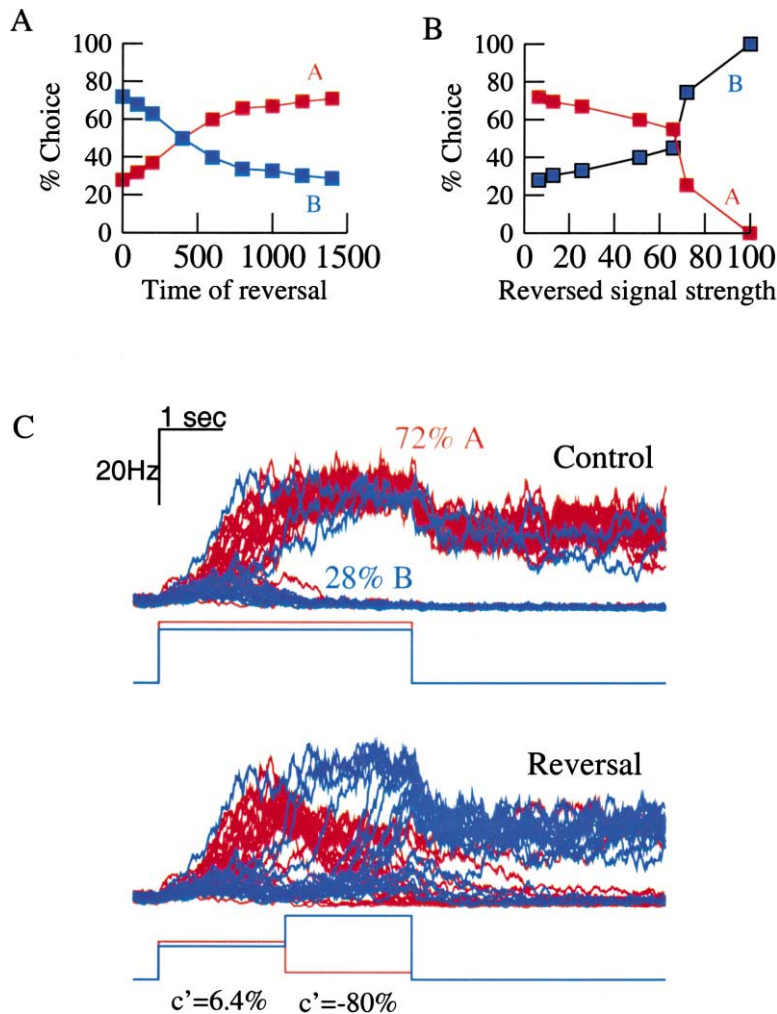 A
100
80
60
40
20
0
% Choice
A
B
0 500 1000 1500
Time of reversal
B
100
80
60
40
20
0
% Choice
B
A
0 20 40 60 80 100
Reversed signal strength
C
1 sec
20Hz
72% A
Control
28% B
Reversal
c'=6.4% c'=-80%